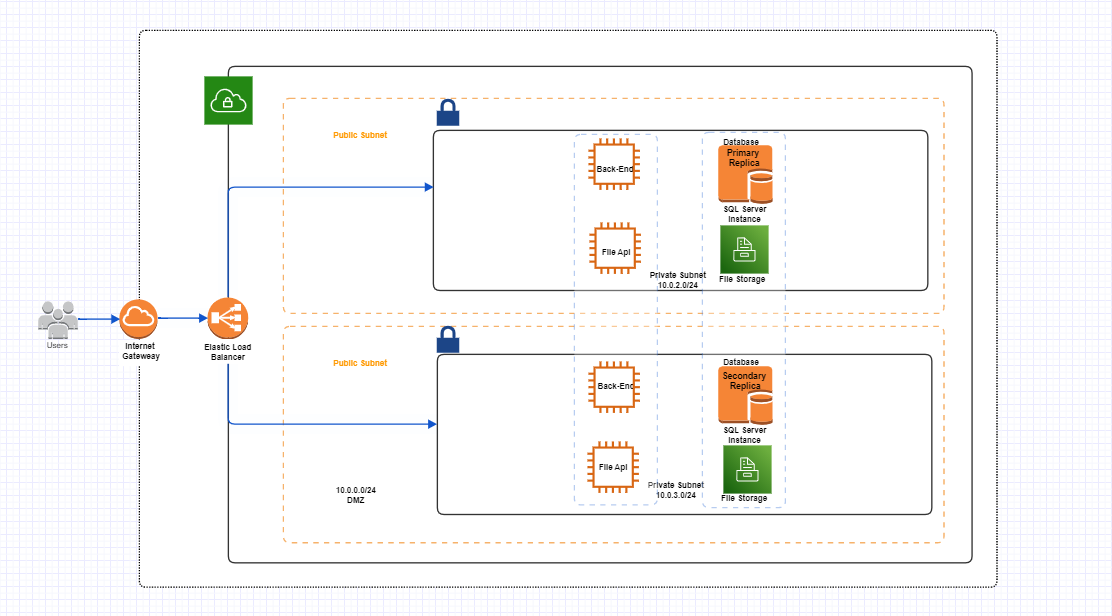 Users
Internet
Gateweay
Elastic Load
Balancer
Public Subnet
Back-End
File Api
Database
Primary
Replica
SQL Server
Instance
File Storage
Private Subnet
10.0.2.0/24
Public Subnet
10.0.0.0/24
DMZ
Back-End
File Api
Database
Secondary
Replica
SQL Server
Instance
File Storage
Private Subnet
10.0.3.0/24